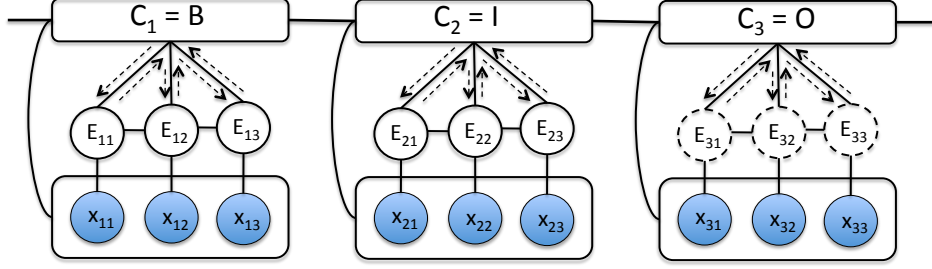 C₁ = B C₂ = I C₃ = O
E₁₁ E₁₂ E₁₃ E₂₁ E₂₂ E₂₃ E₃₁ E₃₂ E₃₃
x₁₁ x₁₂ x₁₃ x₂₁ x₂₂ x₂₃ x₃₁ x₃₂ x₃₃